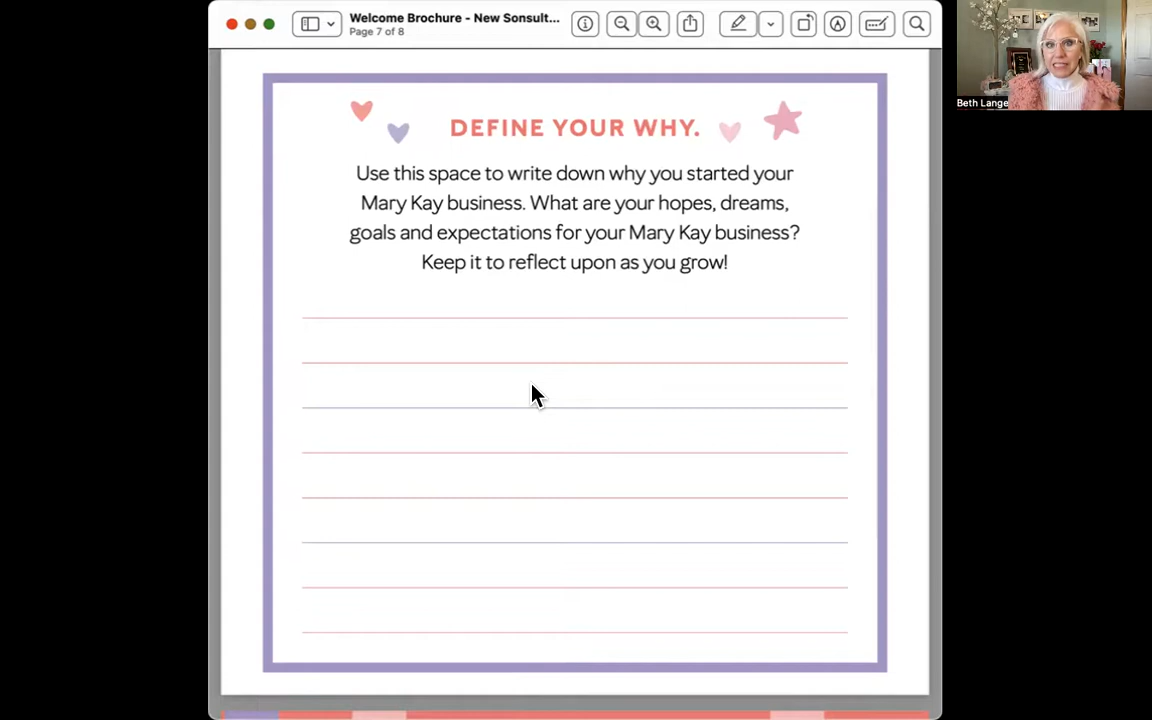 Welcome Brochure - New Sonsult...
Page 7 of 8
Beth Lange
DEFINE YOUR WHY.
Use this space to write down why you started your
Mary Kay business. What are your hopes, dreams,
goals and expectations for your Mary Kay business?
Keep it to reflect upon as you grow!